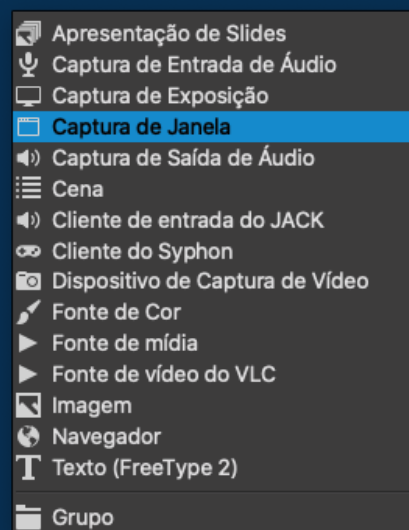 Apresentação de Slides
Captura de Entrada de Áudio
Captura de Exposição
Captura de Janela
Captura de Saída de Áudio
Cena
Cliente de entrada do JACK
Cliente do Syphon
Dispositivo de Captura de Vídeo
Fonte de Cor
Fonte de mídia
Fonte de vídeo do VLC
Imagem
Navegador
Texto (FreeType 2)
Grupo